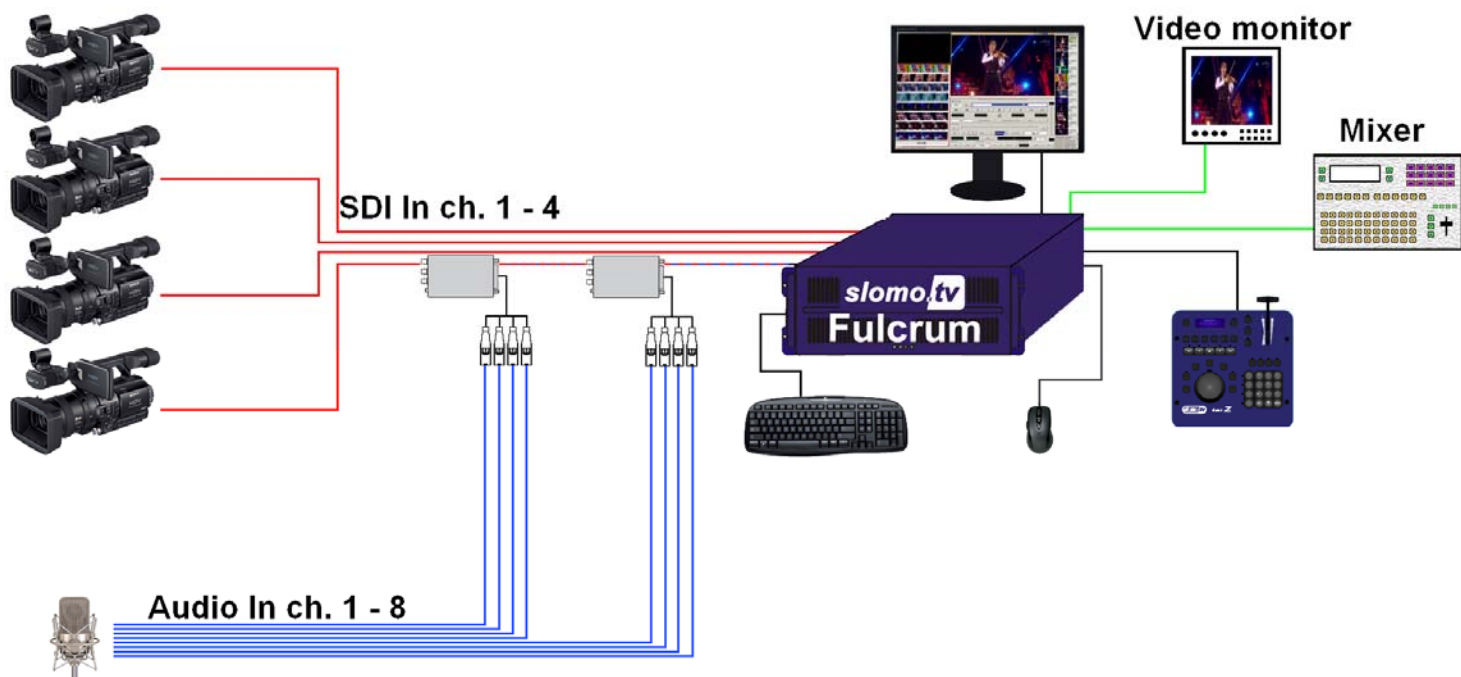 Video monitor
Mixer
SDI In ch. 1 - 4
slomo.tv
Fulcrum
Audio In ch. 1 - 8